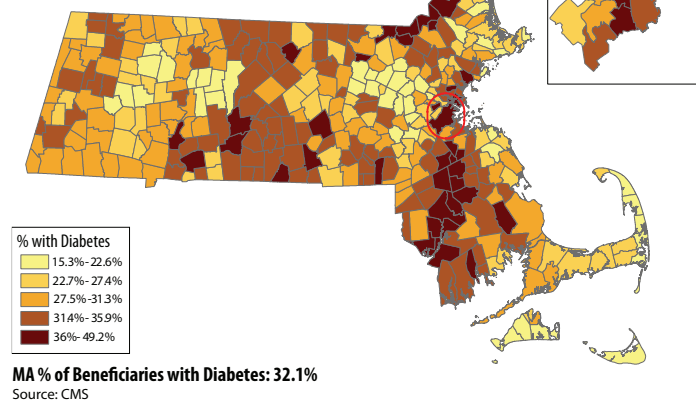 % with Diabetes
15.3%- 22.6%
22.7%- 27.4%
27.5%-31.3%
314%- 35.9%
36%- 49.2%
MA % of Beneficiaries with Diabetes: 32.1%
Source: CMS